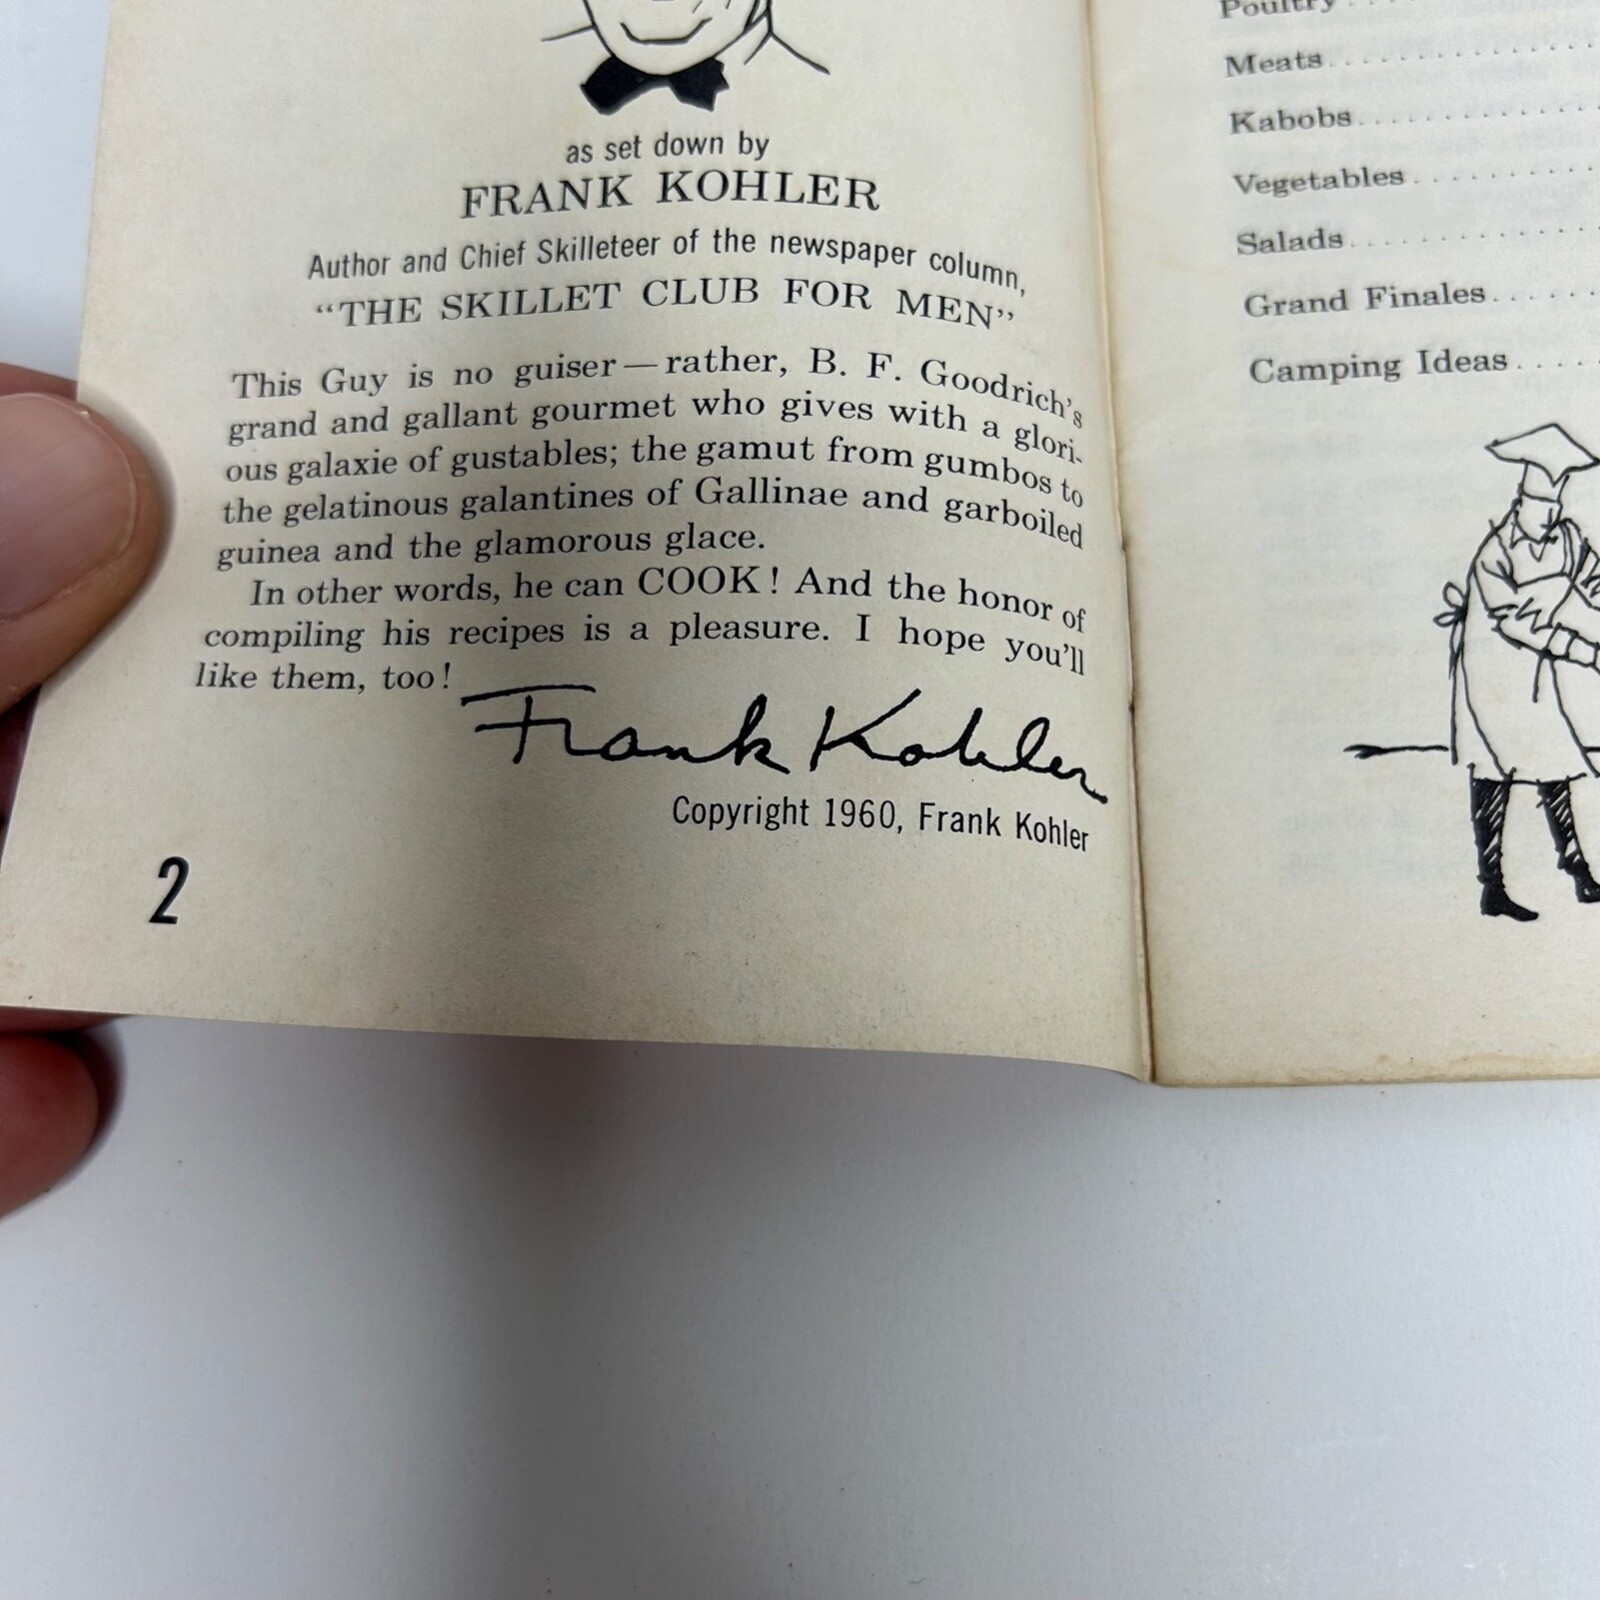 as set down by
FRANK KOHLER
Author and Chief Skilleteer of the newspaper column,
“THE SKILLET CLUB FOR MEN”
This Guy is no guiser—rather, B. F. Goodrich's
grand and gallant gourmet who gives with a glori-
ous galaxie of gustables; the gamut from gumbos to
the gelatinous galantines of Gallinae and garboiled
guinea and the glamorous glace.
In other words, he can COOK! And the honor of
compiling his recipes is a pleasure. I hope you'll
like them, too!
Frank Kohler
Copyright 1960, Frank Kohler
2
Poultry . . . .
Meats . . . . . . . . . . . . . . . .
Kabobs . . . . . . . . . . . . . .
Vegetables . . . . . . . . . . .
Salads . . . . . . . . . . . . . . .
Grand Finales . . . . . .
Camping Ideas . . . .